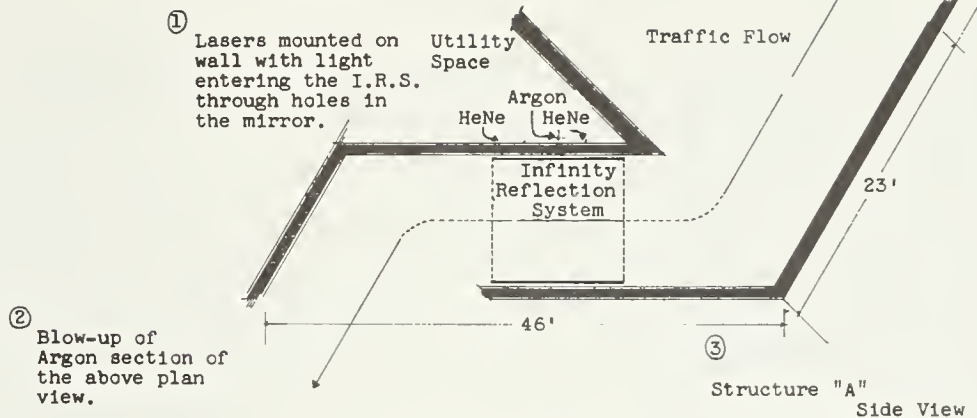 ①
Lasers mounted on
wall with light
entering the I.R.S.
through holes in
the mirror.
Utility
Space
Traffic Flow
Argon
HeNe HeNe
Infinity
Reflection
System
23'
46'
②
Blow-up of
Argon section of
the above plan
view.
③
Structure "A"
Side View